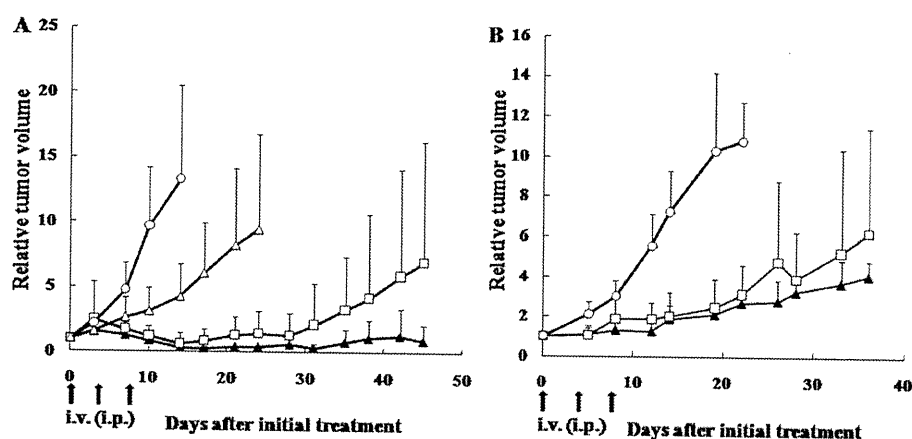 A
Relative tumor volume
25
20
15
10
5
0
0 10 20 30 40 50
i.v. (i.p.) Days after initial treatment
B
Relative tumor volume
16
14
12
10
8
6
4
2
0
0 10 20 30 40
i.v. (i.p.) Days after initial treatment